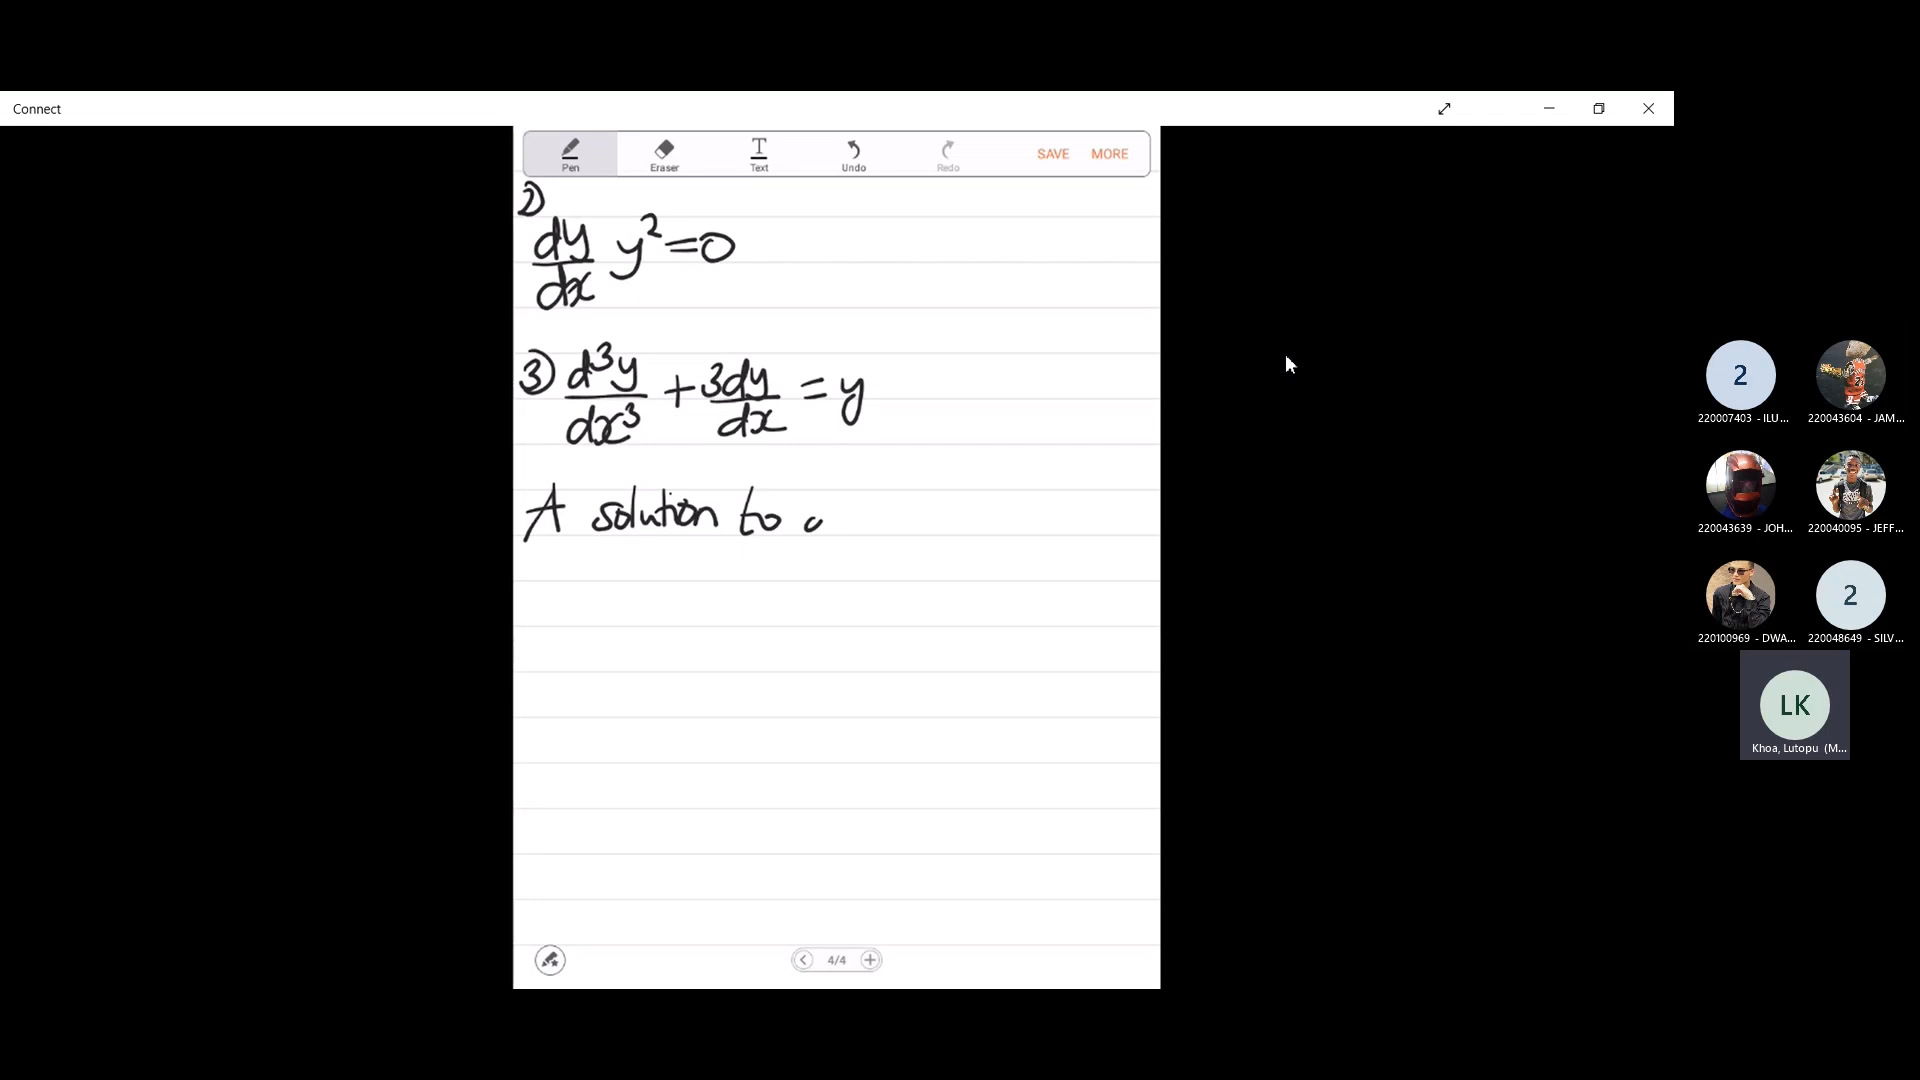 Connect
Pen Eraser Text Undo Redo SAVE MORE
2)
dy/dx y²=0
3) d³y/dx³ + 3dy/dx = y
A solution to
4/4
2
220007403 - ILU...
220043604 - JAM...
220043639 - JOH...
220040095 - JEFF...
2
220100969 - DWA...
220048649 - SILV...
LK
Khoa, Lutopu (M...